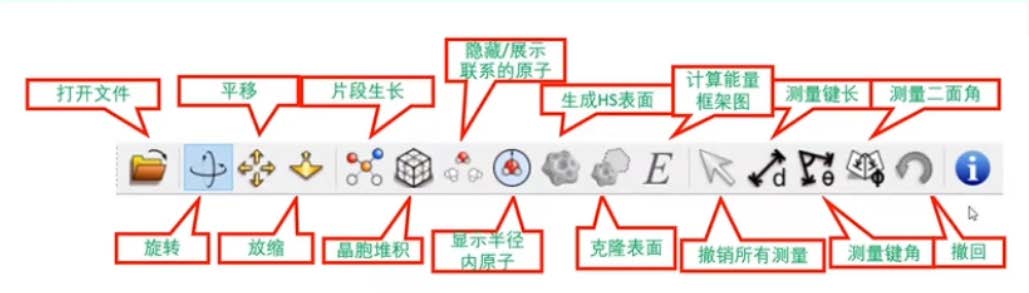 隐藏/展示
联系的原子
打开文件
平移
片段生长
生成HS表面
计算能量
框架图
测量键长
测量二面角
E
d
θ
Φ
i
旋转
放缩
晶胞堆积
显示半径
内原子
克隆表面
撤销所有测量
测量键角
撤回